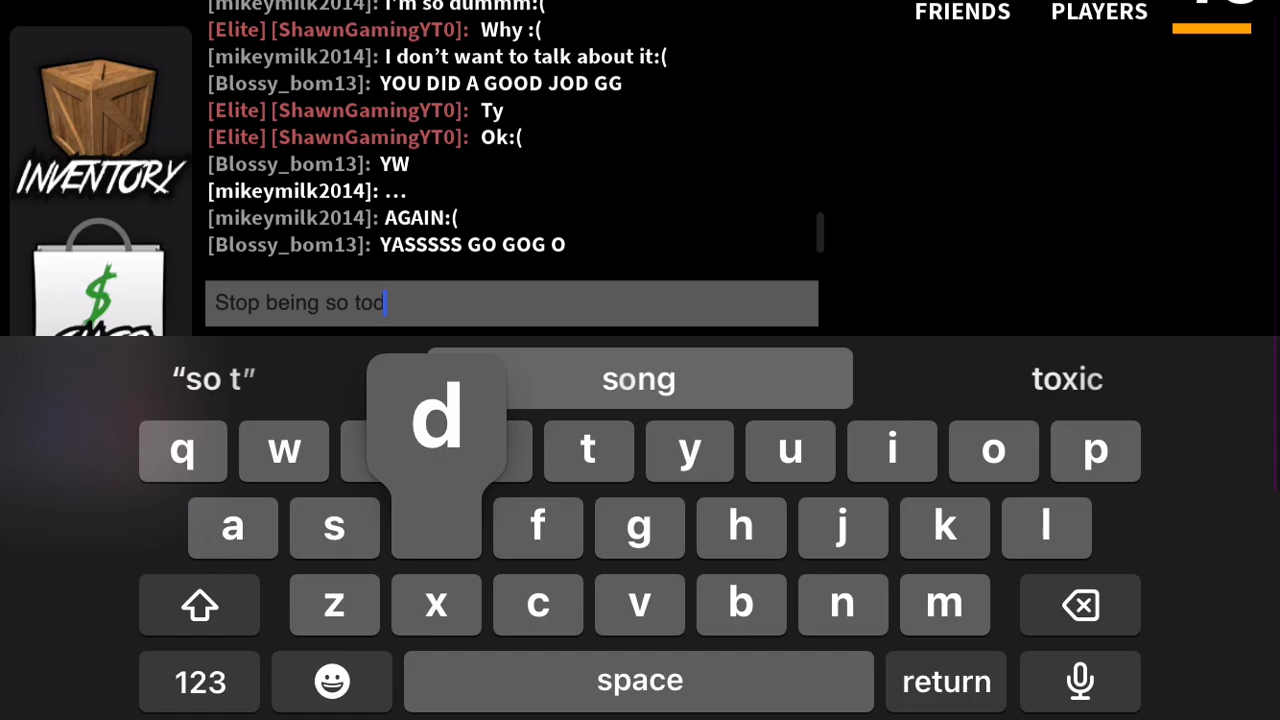 [mikeymilk2014]: I'm so dummm:(
[Elite] [ShawnGamingYT0]: Why :(
[mikeymilk2014]: I don’t want to talk about it:(
[Blossy_bom13]: YOU DID A GOOD JOD GG
[Elite] [ShawnGamingYT0]: Ty
[Elite] [ShawnGamingYT0]: Ok:(
[Blossy_bom13]: YW
[mikeymilk2014]: ...
[mikeymilk2014]: AGAIN:(
[Blossy_bom13]: YASSSSS GO GOG O
FRIENDS PLAYERS
INVENTORY
$
Stop being so tod
“so t” song toxic
d
q w t y u i o p
a s f g h j k l
z x c v b n m
123 space return